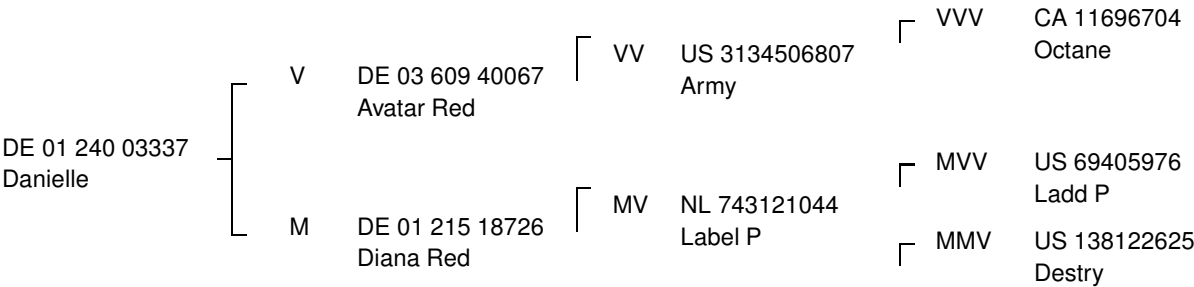 DE 01 240 03337
Danielle
V DE 03 609 40067
Avatar Red
M DE 01 215 18726
Diana Red
VV US 3134506807
Army
MV NL 743121044
Label P
VVV CA 11696704
Octane
MVV US 69405976
Ladd P
MMV US 138122625
Destry